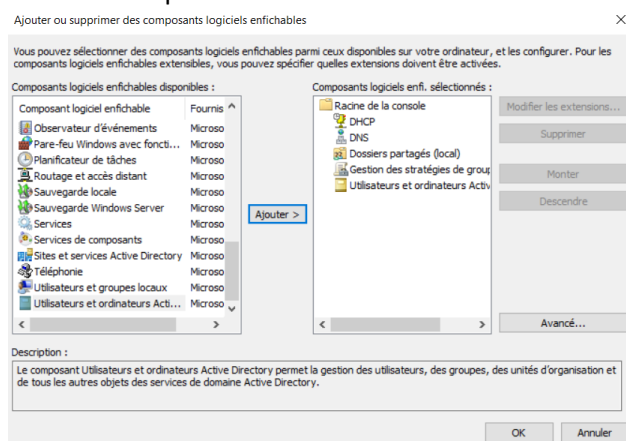 Ajouter ou supprimer des composants logiciels enfichables
Vous pouvez sélectionner des composants logiciels enfichables parmi ceux disponibles sur votre ordinateur, et les configurer. Pour les
composants logiciels enfichables extensibles, vous pouvez spécifier quelles extensions doivent être activées.
Composants logiciels enfichables disponibles :
Composant logiciel enfichable Fournis
Observateur d'événements Microso
Pare-feu Windows avec foncti... Microso
Planificateur de tâches Microso
Routage et accès distant Microso
Sauvegarde locale Microso
Sauvegarde Windows Server Microso
Services Microso
Services de composants Microso
Sites et services Active Directory Microso
Téléphonie Microso
Utilisateurs et groupes locaux Microso
Utilisateurs et ordinateurs Acti... Microso
Ajouter >
Composants logiciels enfi. sélectionnés :
Racine de la console
DHCP
DNS
Dossiers partagés (local)
Gestion des stratégies de group
Utilisateurs et ordinateurs Activ
Modifier les extensions...
Supprimer
Monter
Descendre
Avancé...
Description :
Le composant Utilisateurs et ordinateurs Active Directory permet la gestion des utilisateurs, des groupes, des unités d'organisation et
de tous les autres objets des services de domaine Active Directory.
OK Annuler